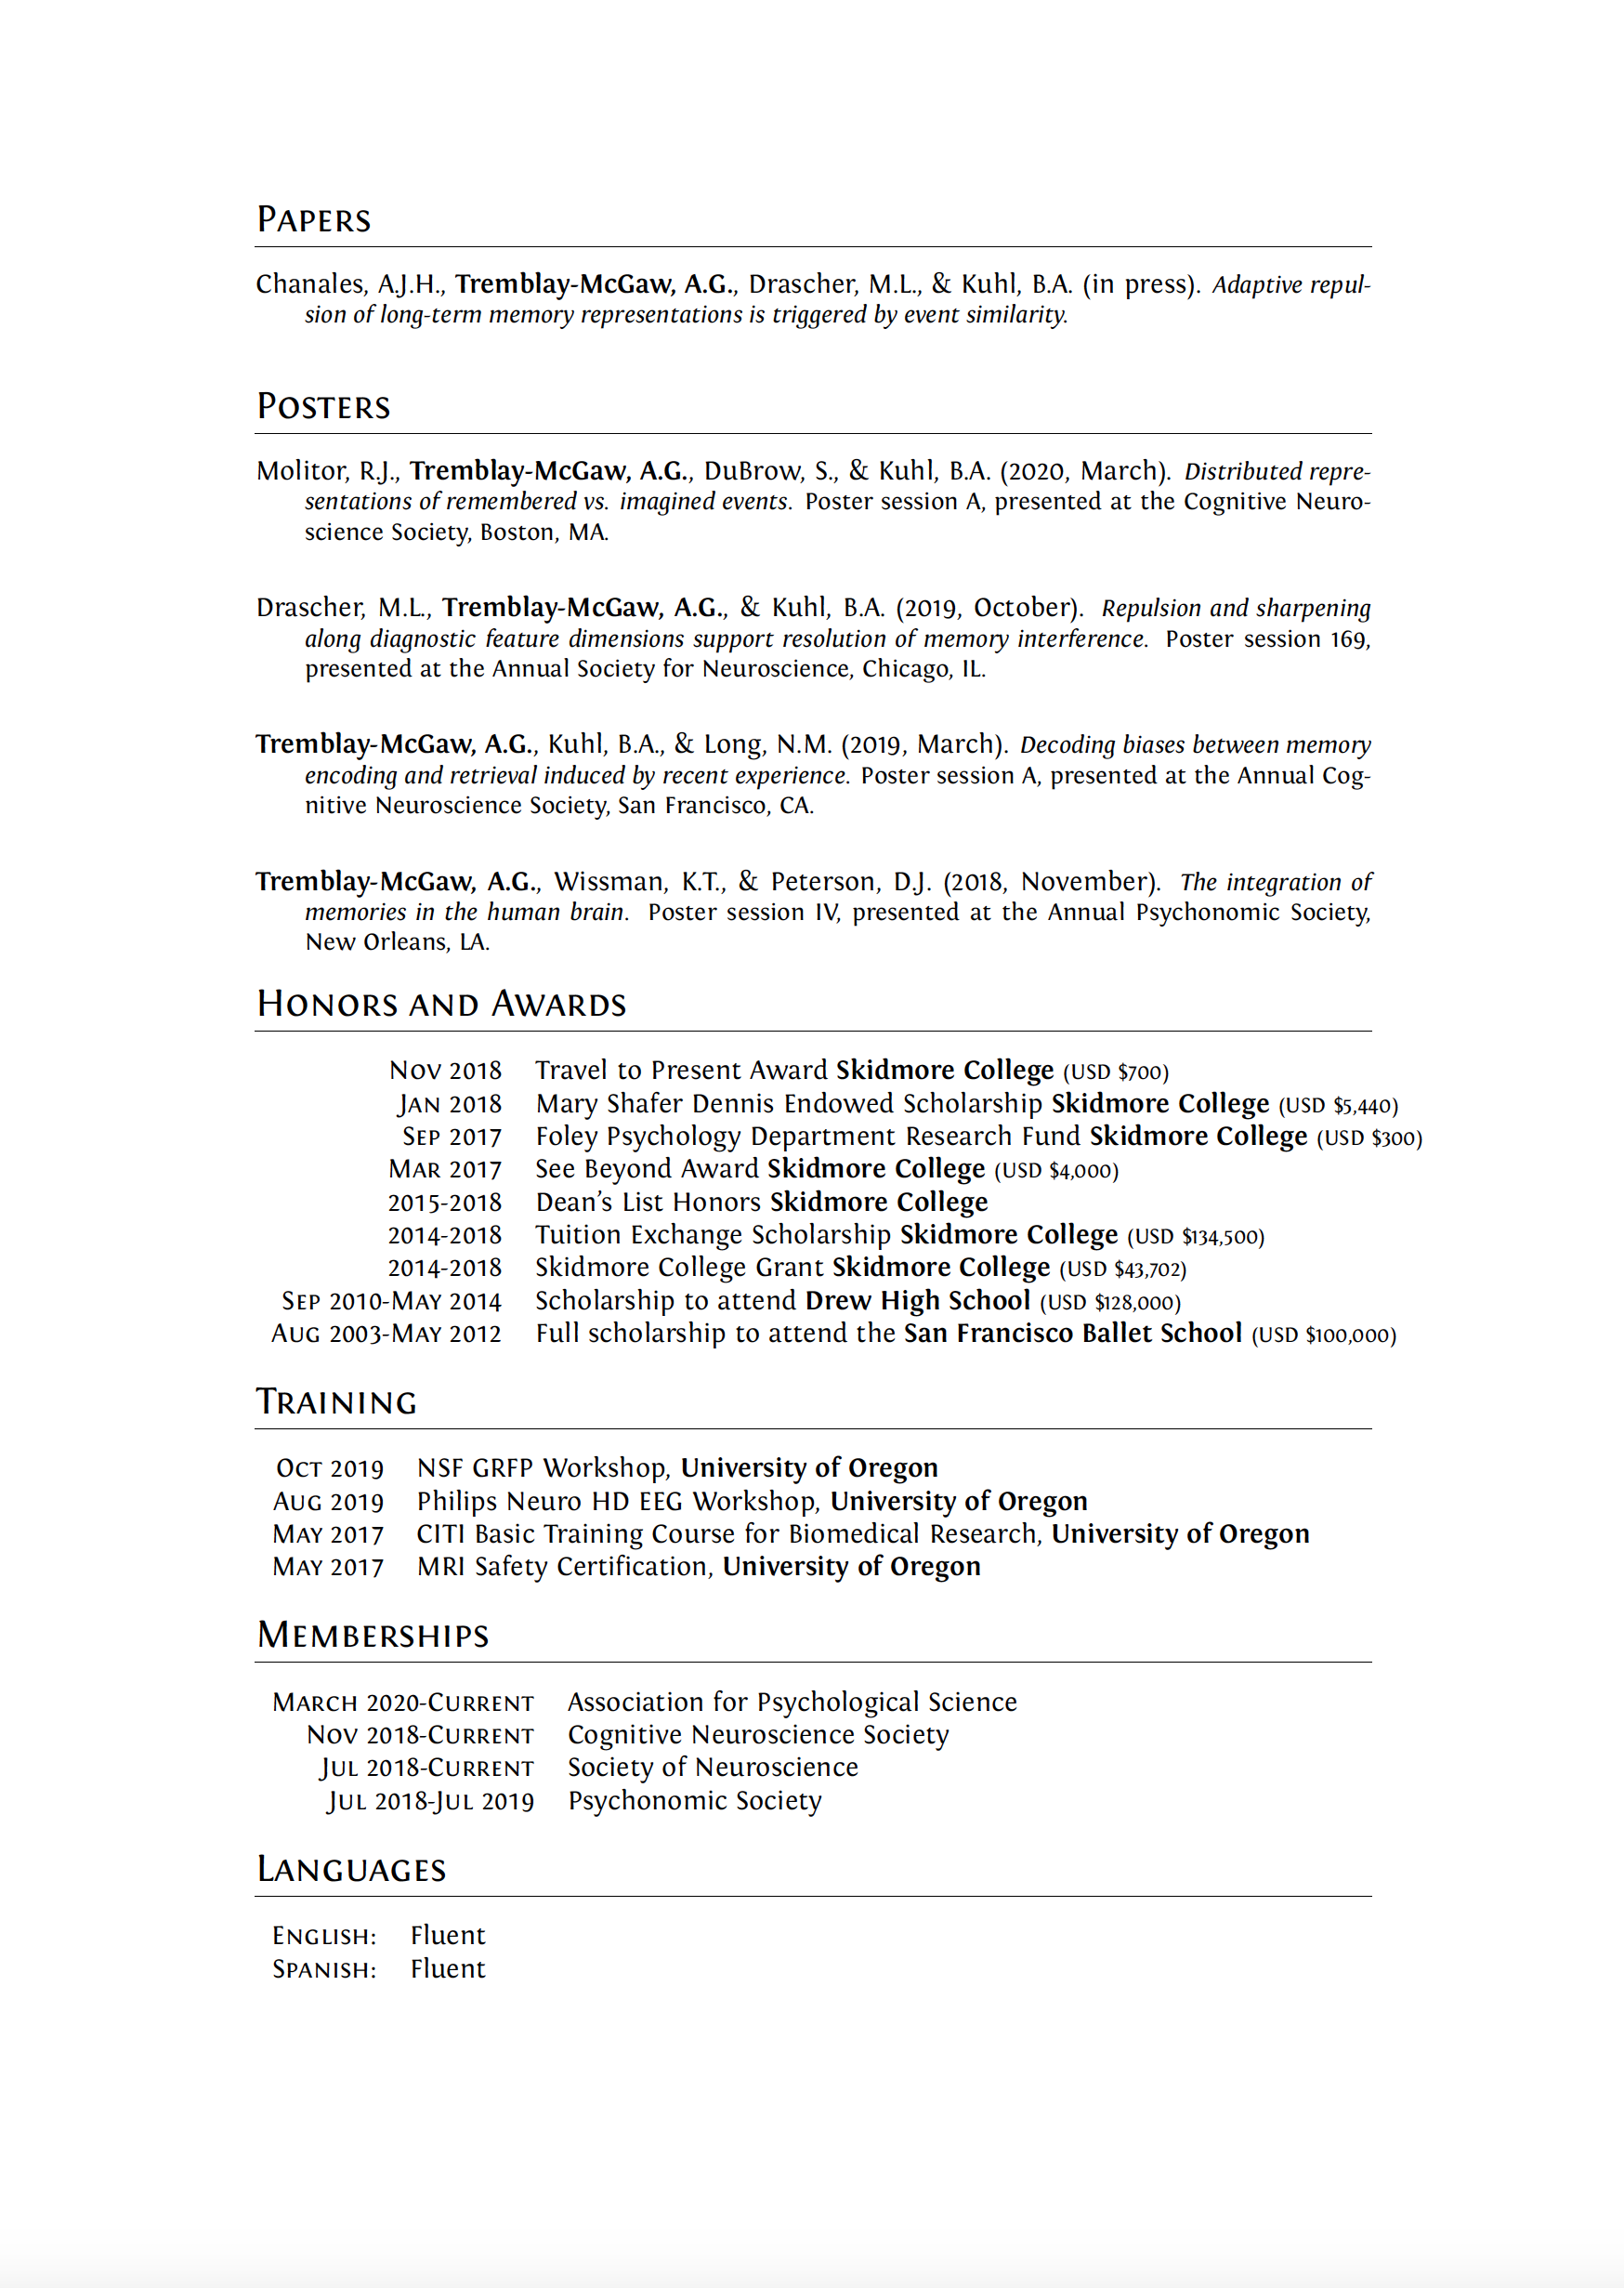 Papers
Chanales, A.J.H., Tremblay-McGaw, A.G., Drascher, M.L., & Kuhl, B.A. (in press). Adaptive repul-
sion of long-term memory representations is triggered by event similarity.
Posters
Molitor, R.J., Tremblay-McGaw, A.G., DuBrow, S., & Kuhl, B.A. (2020, March). Distributed repre-
sentations of remembered vs. imagined events. Poster session A, presented at the Cognitive Neuro-
science Society, Boston, MA.
Drascher, M.L., Tremblay-McGaw, A.G., & Kuhl, B.A. (2019, October). Repulsion and sharpening
along diagnostic feature dimensions support resolution of memory interference. Poster session 169,
presented at the Annual Society for Neuroscience, Chicago, IL.
Tremblay-McGaw, A.G., Kuhl, B.A., & Long, N.M. (2019, March). Decoding biases between memory
encoding and retrieval induced by recent experience. Poster session A, presented at the Annual Cog-
nitive Neuroscience Society, San Francisco, CA.
Tremblay-McGaw, A.G., Wissman, K.T., & Peterson, D.J. (2018, November). The integration of
memories in the human brain. Poster session IV, presented at the Annual Psychonomic Society,
New Orleans, LA.
Honors and Awards
Nov 2018 Travel to Present Award Skidmore College (USD $700)
Jan 2018 Mary Shafer Dennis Endowed Scholarship Skidmore College (USD $5,440)
Sep 2017 Foley Psychology Department Research Fund Skidmore College (USD $300)
Mar 2017 See Beyond Award Skidmore College (USD $4,000)
2015-2018 Dean's List Honors Skidmore College
2014-2018 Tuition Exchange Scholarship Skidmore College (USD $134,500)
2014-2018 Skidmore College Grant Skidmore College (USD $43,702)
Sep 2010-May 2014 Scholarship to attend Drew High School (USD $128,000)
Aug 2003-May 2012 Full scholarship to attend the San Francisco Ballet School (USD $100,000)
Training
Oct 2019 NSF GRFP Workshop, University of Oregon
Aug 2019 Philips Neuro HD EEG Workshop, University of Oregon
May 2017 CITI Basic Training Course for Biomedical Research, University of Oregon
May 2017 MRI Safety Certification, University of Oregon
Memberships
March 2020-Current Association for Psychological Science
Nov 2018-Current Cognitive Neuroscience Society
Jul 2018-Current Society of Neuroscience
Jul 2018-Jul 2019 Psychonomic Society
Languages
English: Fluent
Spanish: Fluent